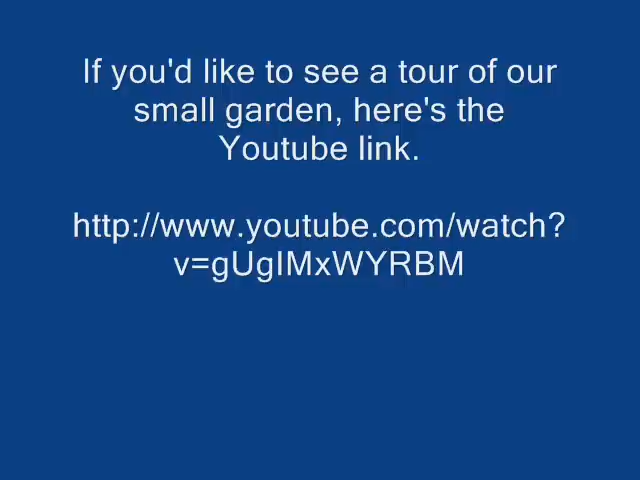 If you'd like to see a tour of our
small garden, here's the
Youtube link.
http://www.youtube.com/watch?
v=gUgIMxWYRBM